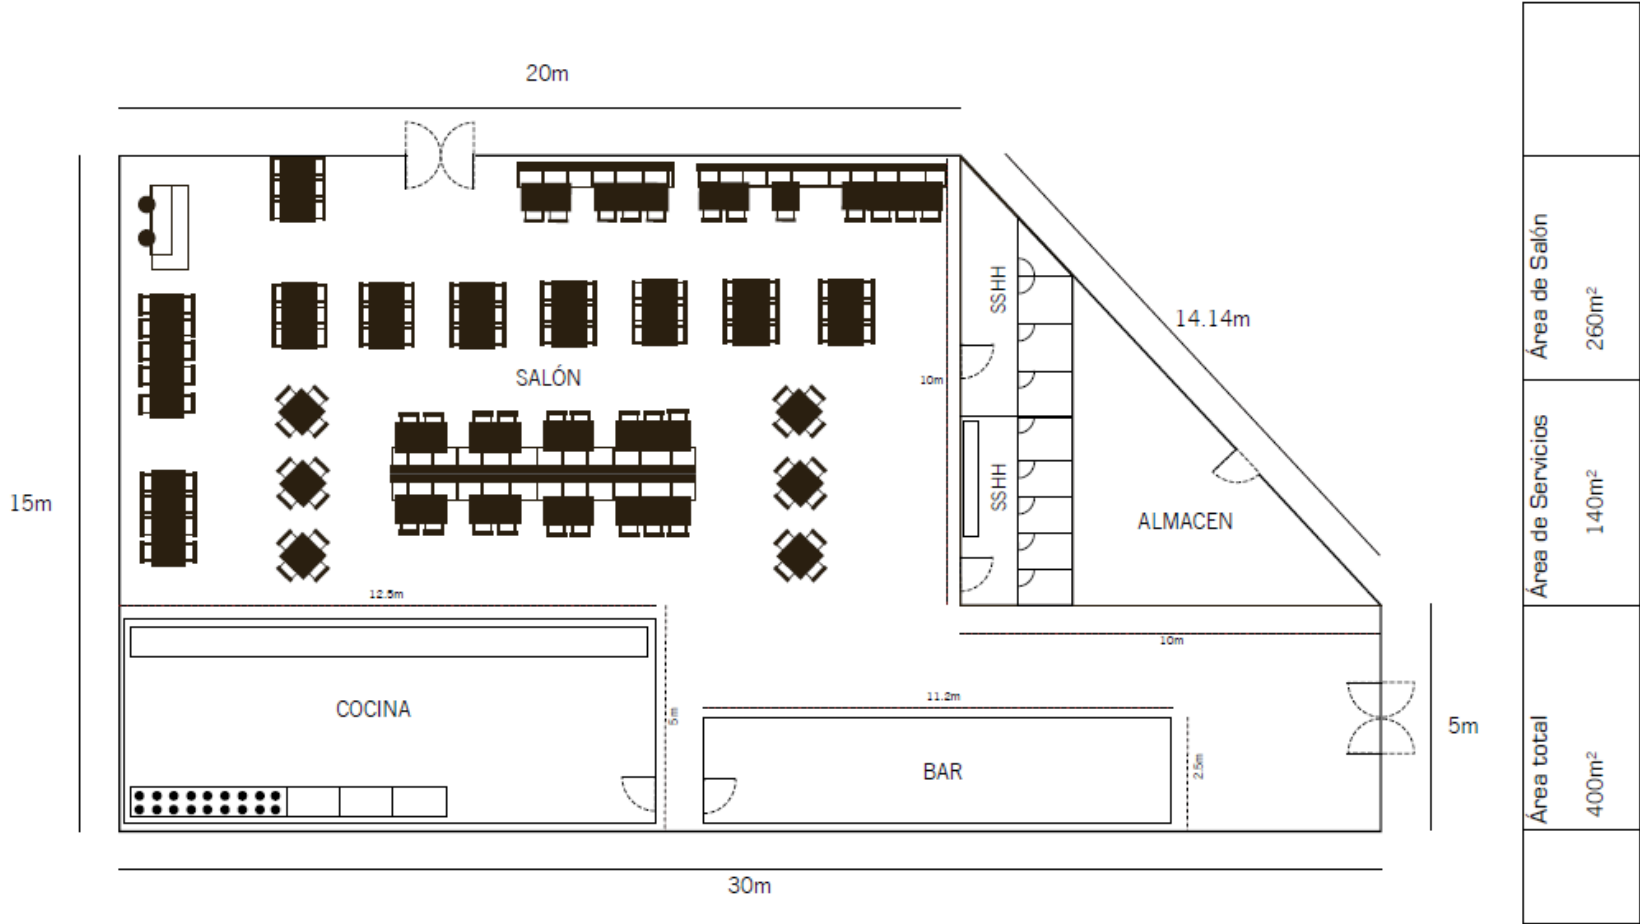 20m
14.14m
15m
SSHH
10m
SALÓN
SSHH
ALMACEN
12.5m
10m
COCINA
5m
11.2m
BAR
2.5m
5m
30m
Área de Salón
260m²
Área de Servicios
140m²
Área total
400m²